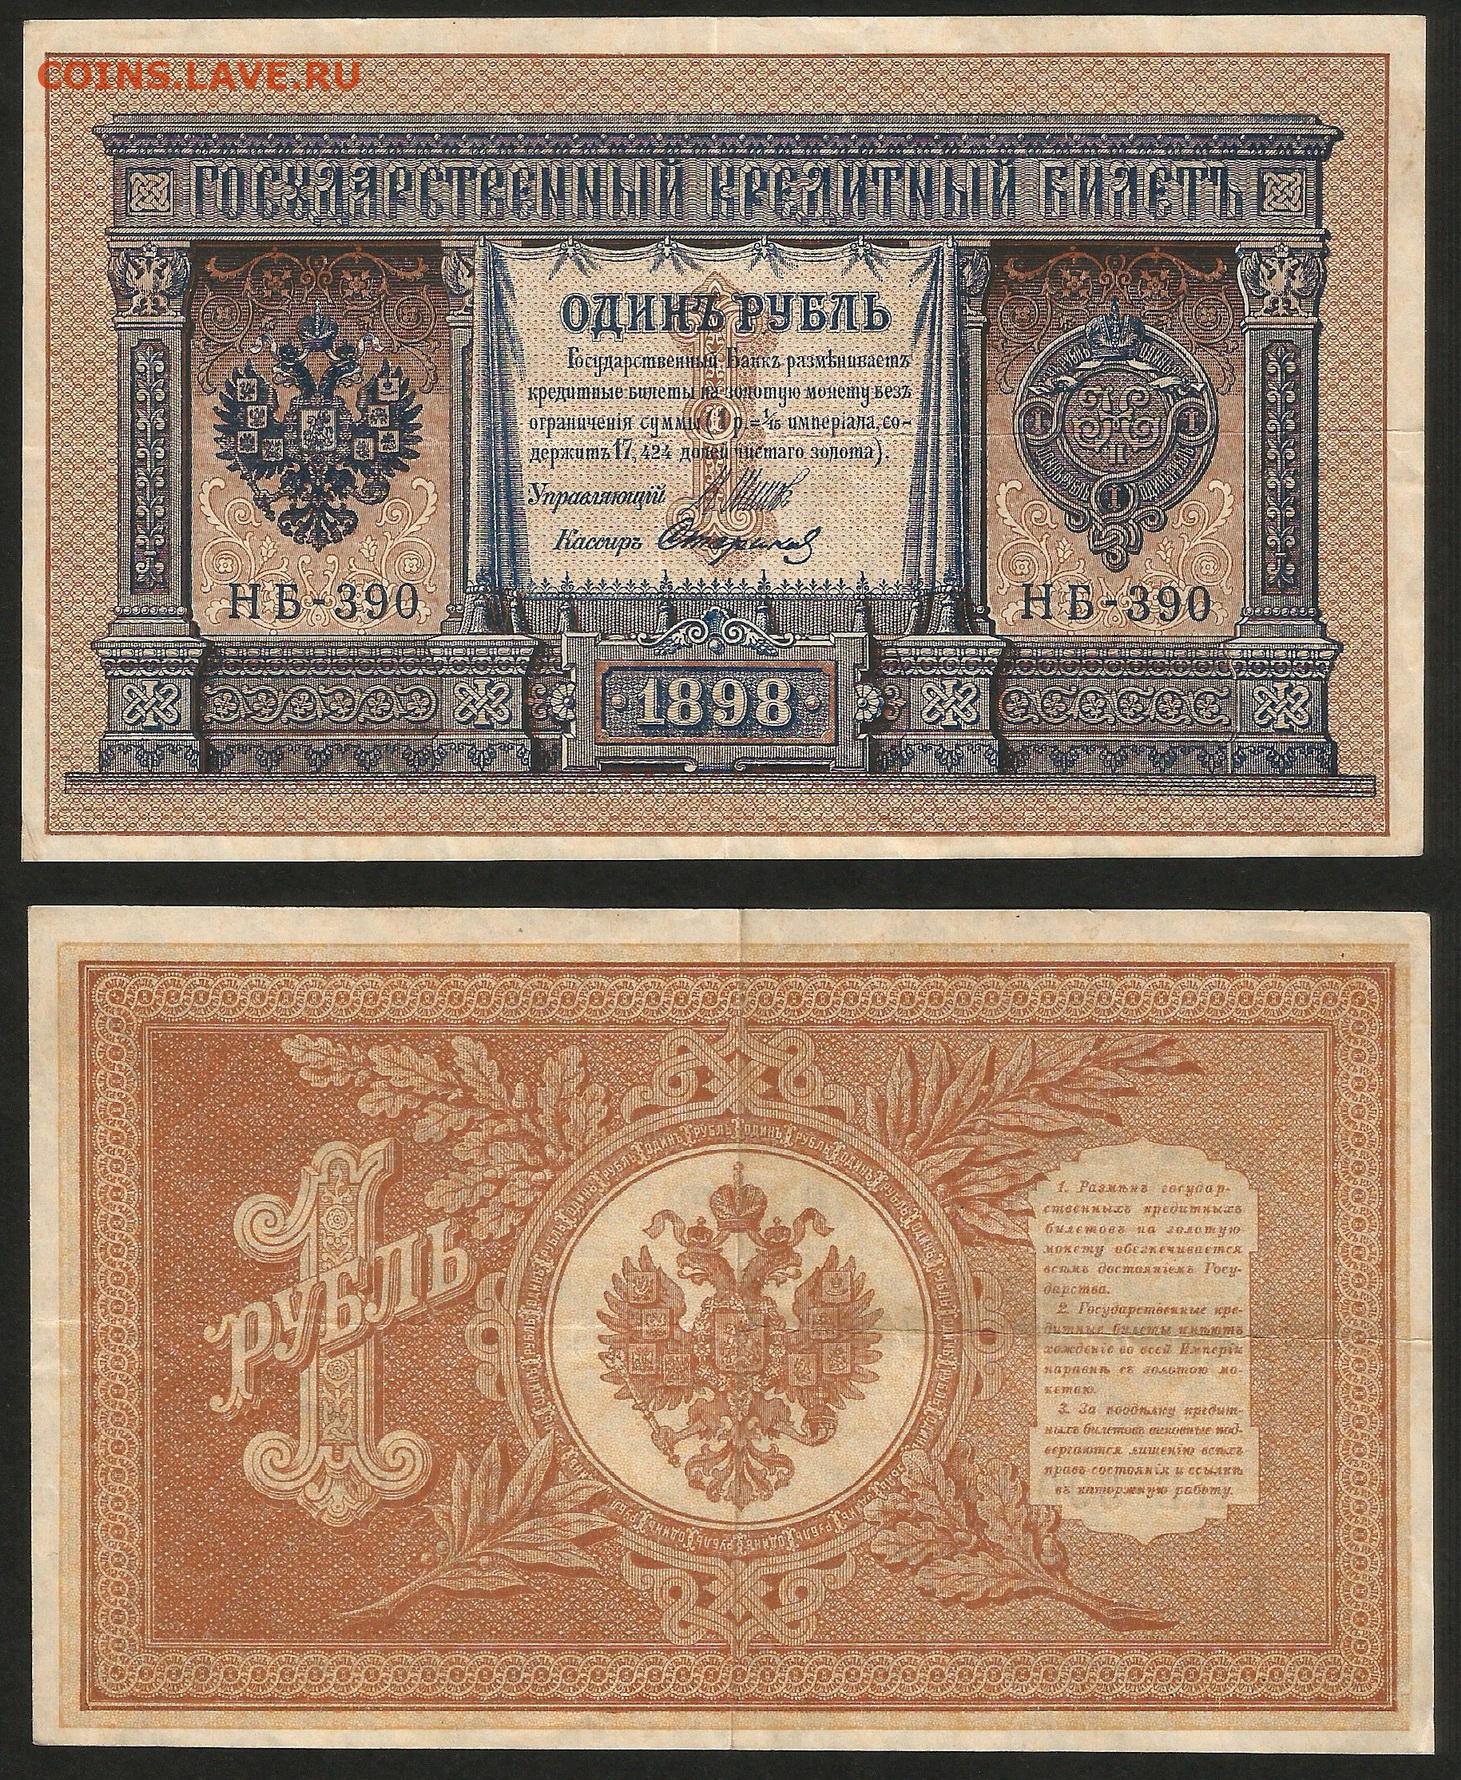 COINS.LAVE.RU
ГОСУДАРСТВЕННЫЙ КРЕДИТНЫЙ БИЛЕТЪ
ОДИНЪ РУБЛЬ
Государственный Банкъ размѣниваетъ
кредитные билеты на золотую монету безъ
ограниченія суммы (1 р.= 1/15 имперіала, со-
держитъ 17,424 долей чистаго золота).
Управляющій
Кассиръ
НБ-390
НБ-390
1898
1
РУБЛЬ
1. Размѣнъ государ-
ственныхъ кредитныхъ
билетовъ на золотую
монету обезпечивается
всѣмъ достояніемъ Госу-
дарства.
2. Государственные кре-
дитные билеты имѣютъ
хожденіе во всей Имперіи
наравнѣ съ золотою мо-
нетою.
3. За поддѣлку кредит-
ныхъ билетовъ виновные под-
вергаются лишенію всѣхъ
правъ состоянія и ссылкѣ
въ каторжную работу.